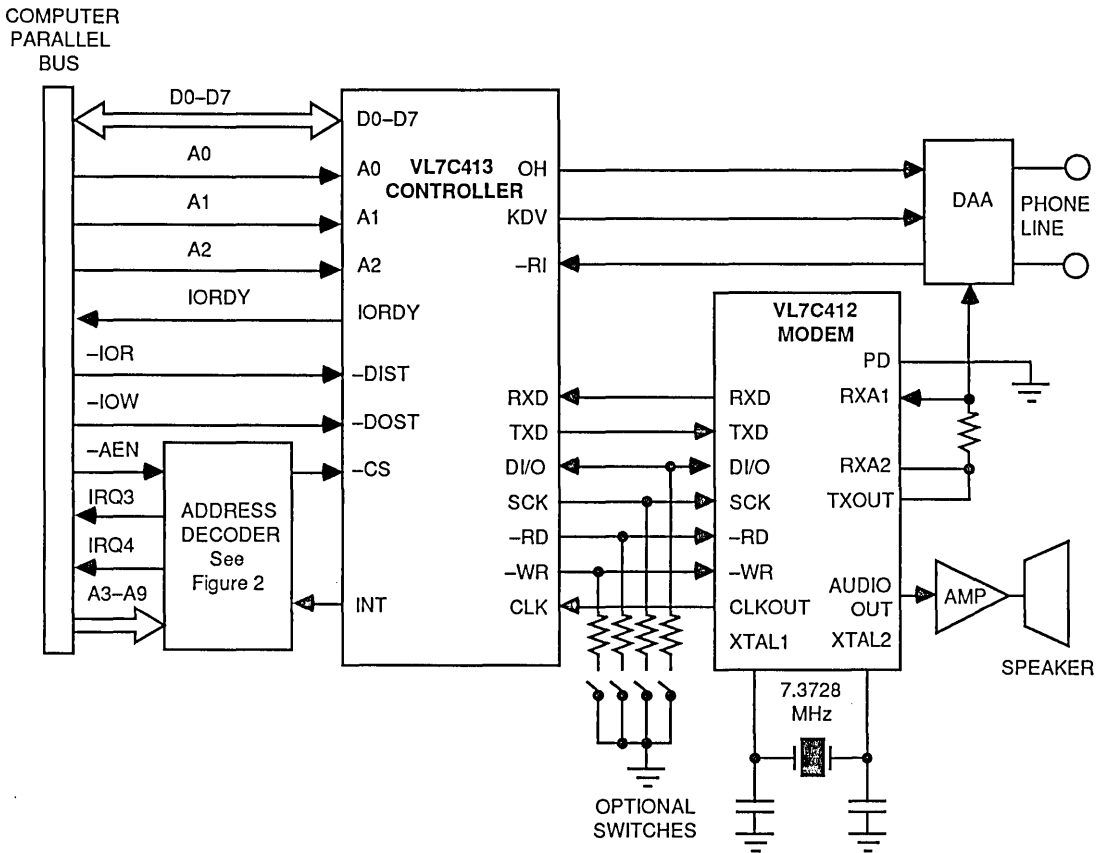 COMPUTER
PARALLEL
BUS
D0–D7
A0
A1
A2
IORDY
–IOR
–IOW
–AEN
IRQ3
IRQ4
A3–A9
ADDRESS
DECODER
See
Figure 2
VL7C413
CONTROLLER
D0–D7
A0
A1
A2
IORDY
–DIST
–DOST
–CS
INT
OH
KDV
–RI
RXD
TXD
DI/O
SCK
–RD
–WR
CLK
DAA
PHONE
LINE
VL7C412
MODEM
PD
RXA1
RXA2
TXOUT
AUDIO
OUT
XTAL2
RXD
TXD
DI/O
SCK
–RD
–WR
CLKOUT
XTAL1
AMP
SPEAKER
7.3728
MHz
OPTIONAL
SWITCHES